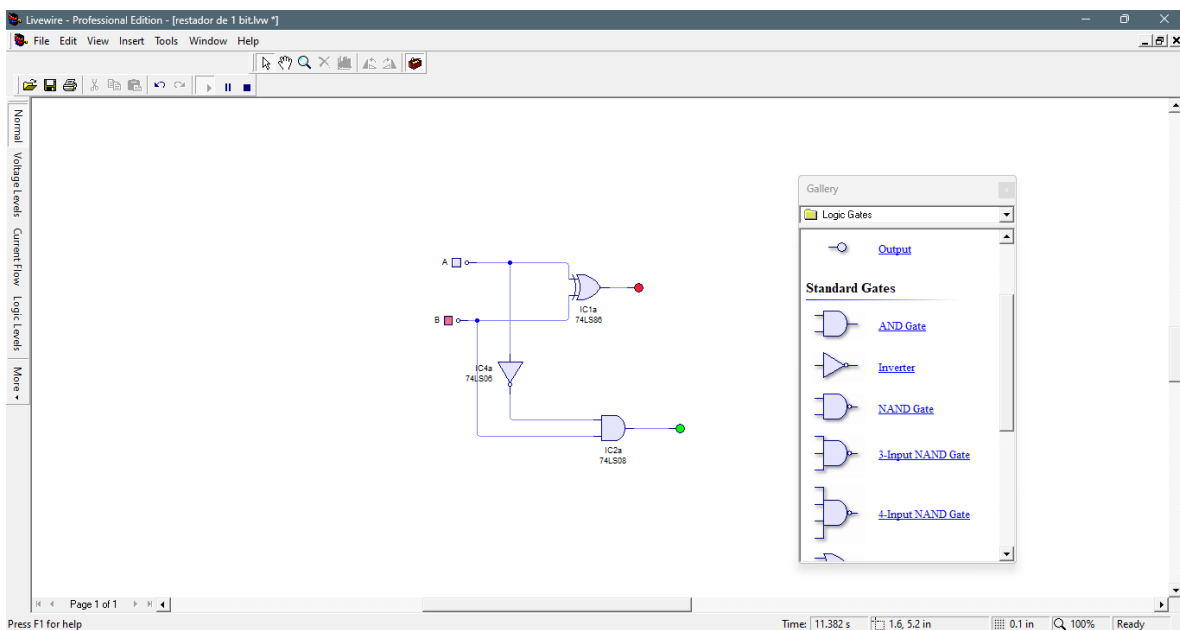 Livewire - Professional Edition - [restador de 1 bit.lvw *]
File Edit View Insert Tools Window Help
Normal
Voltage Levels
Current Flow
Logic Levels
More
Gallery
Logic Gates
Output
Standard Gates
AND Gate
Inverter
NAND Gate
3-Input NAND Gate
4-Input NAND Gate
A
B
IC1a
74LS86
IC4a
74LS06
IC2a
74LS08
Page 1 of 1
Press F1 for help
Time: 11.382 s
1.6, 5.2 in
0.1 in
100%
Ready